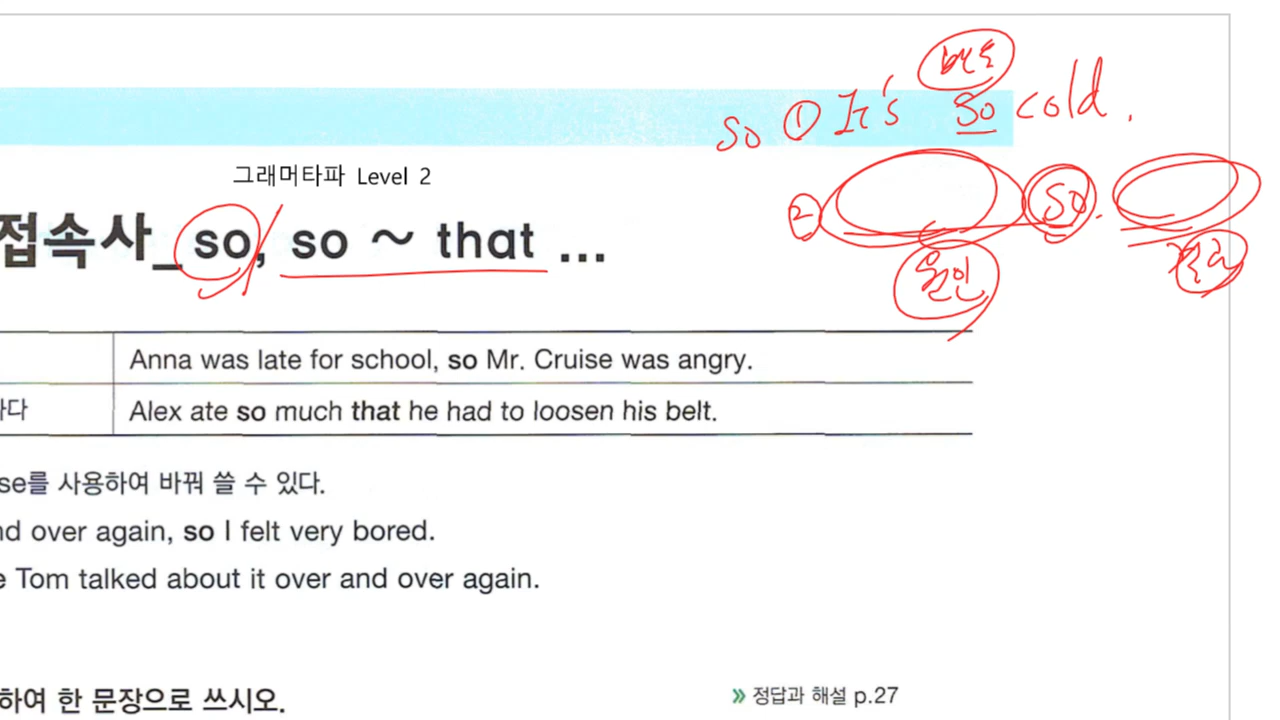 so ① It's so cold.
부사
그래머타파 Level 2
② so.
접속사_so, so ~ that ...
원인
결과
Anna was late for school, so Mr. Cruise was angry.
Alex ate so much that he had to loosen his belt.
se를 사용하여 바꿔 쓸 수 있다.
nd over again, so I felt very bored.
e Tom talked about it over and over again.
하여 한 문장으로 쓰시오.
» 정답과 해설 p.27